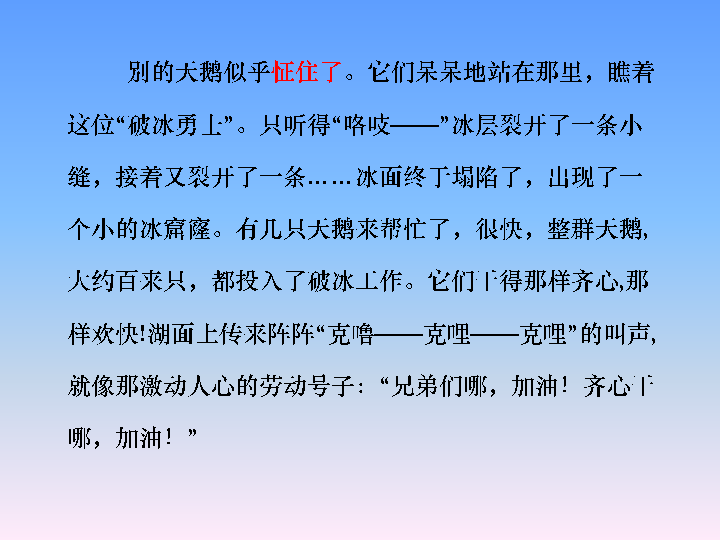 别的天鹅似乎怔住了。它们呆呆地站在那里，瞧着
这位“破冰勇士”。只听得“咯吱——”冰层裂开了一条小
缝，接着又裂开了一条……冰面终于塌陷了，出现了一
个小的冰窟窿。有几只天鹅来帮忙了，很快，整群天鹅,
大约百来只，都投入了破冰工作。它们干得那样齐心,那
样欢快!湖面上传来阵阵“克噜——克哩——克哩”的叫声,
就像那激动人心的劳动号子：“兄弟们哪，加油！齐心干
哪，加油！”